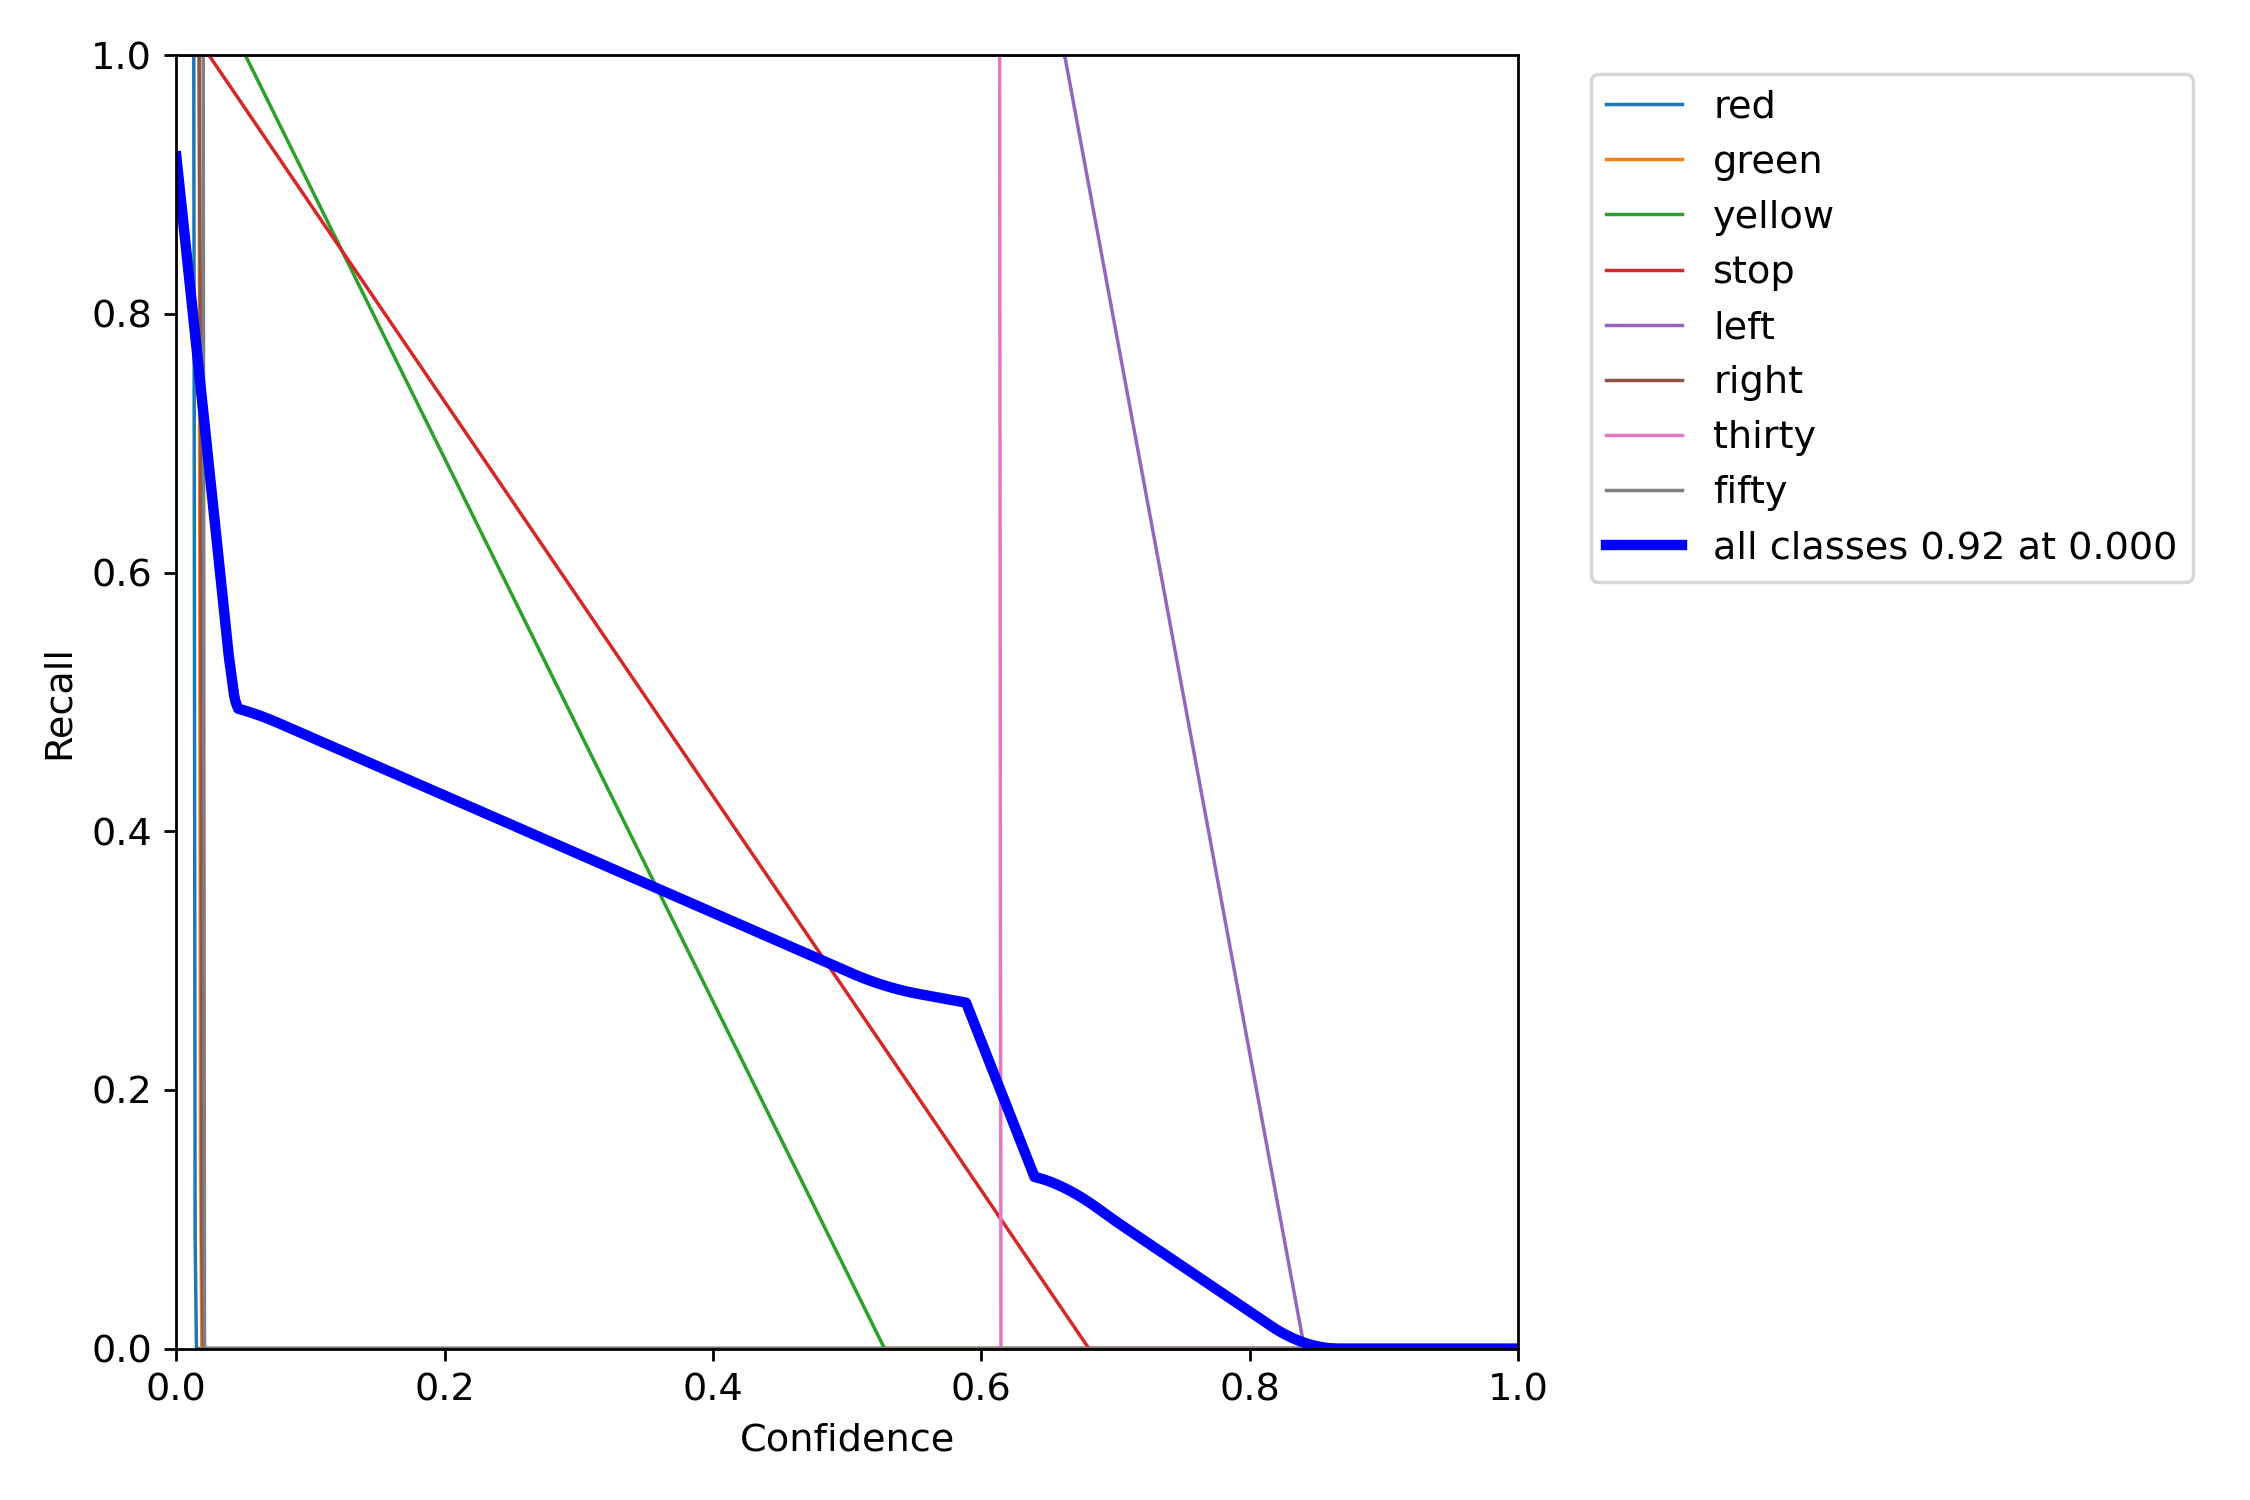 1.0
0.8
0.6
0.4
0.2
0.0
Recall
0.0 0.2 0.4 0.6 0.8 1.0
Confidence
red
green
yellow
stop
left
right
thirty
fifty
all classes 0.92 at 0.000